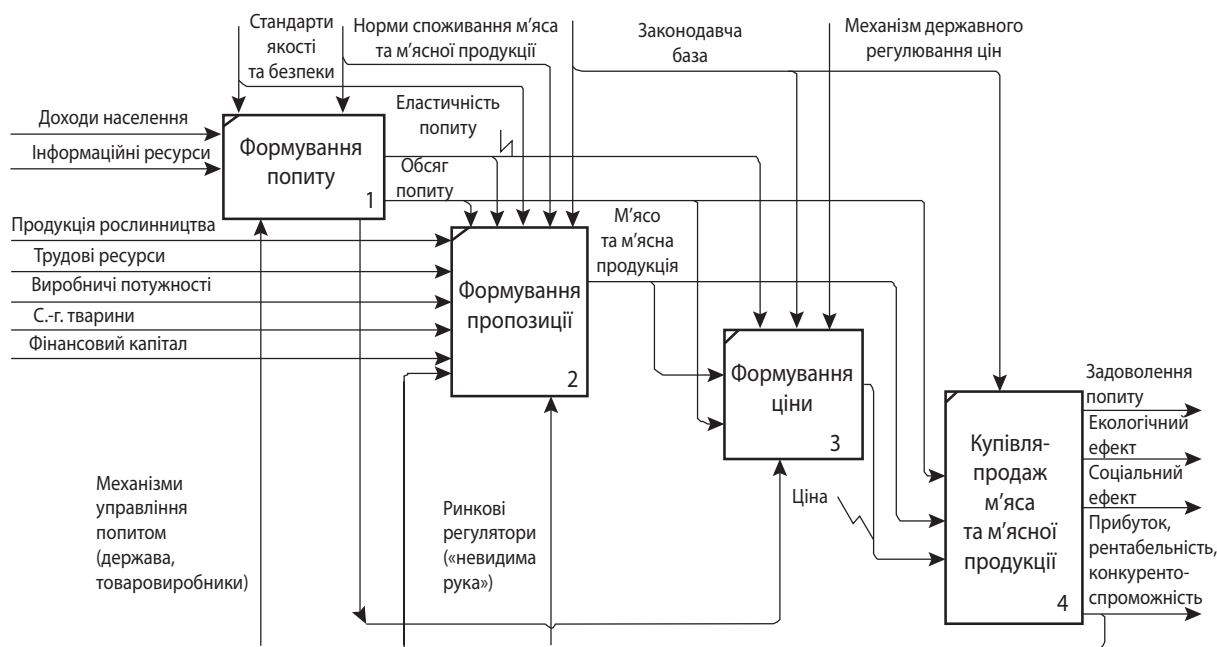 Стандарти
якості
та безпеки
Норми споживання м’яса
та м’ясної продукції
Законодавча
база
Механізм державного
регулювання цін
Доходи населення
Інформаційні ресурси
Формування
попиту
1
Еластичність
попиту
Обсяг
попиту
Продукція рослинництва
Трудові ресурси
Виробничі потужності
С.-г. тварини
Фінансовий капітал
Формування
пропозиції
2
М’ясо
та м’ясна
продукція
Формування
ціни
3
Ціна
Купівля-
продаж
м’яса
та м’ясної
продукції
4
Задоволення
попиту
Екологічний
ефект
Соціальний
ефект
Прибуток,
рентабельність,
конкуренто-
спроможність
Механізми
управління
попитом
(держава,
товаровиробники)
Ринкові
регулятори
(«невидима
рука»)